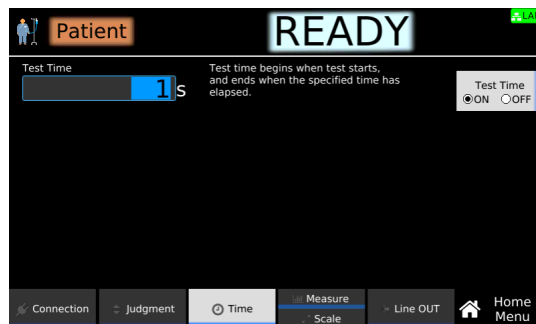 Patient
READY
LAN
Test Time
Test time begins when test starts,
and ends when the specified time has
elapsed.
1 s
Test Time
ON OFF
Connection
Judgment
Time
Measure
Scale
Line OUT
Home
Menu